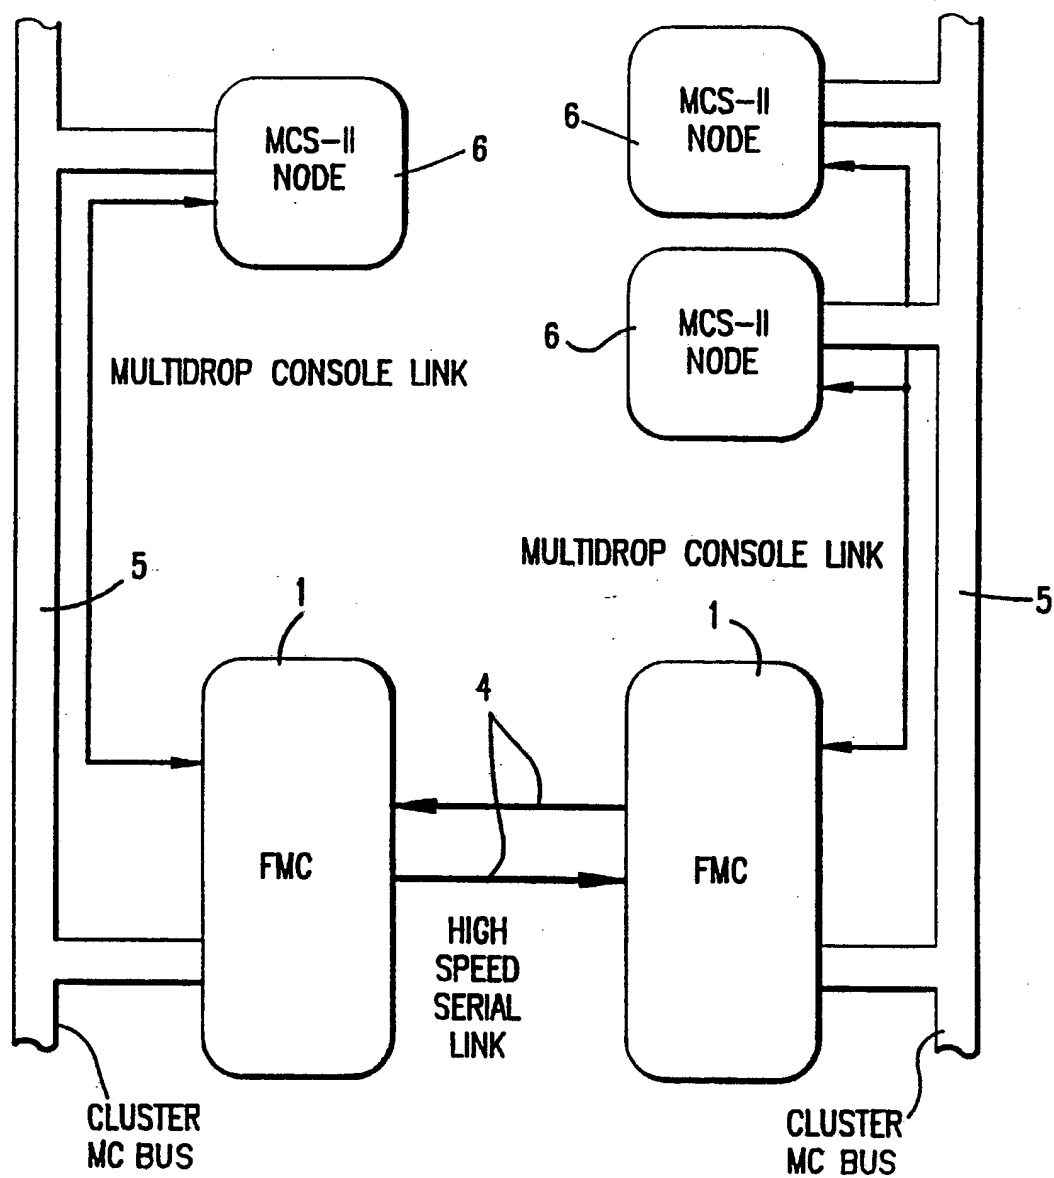 MCS-II
NODE
6
MCS-II
NODE
6
MCS-II
NODE
6
MULTIDROP CONSOLE LINK
MULTIDROP CONSOLE LINK
5
5
1
1
4
FMC
FMC
HIGH
SPEED
SERIAL
LINK
CLUSTER
MC BUS
CLUSTER
MC BUS